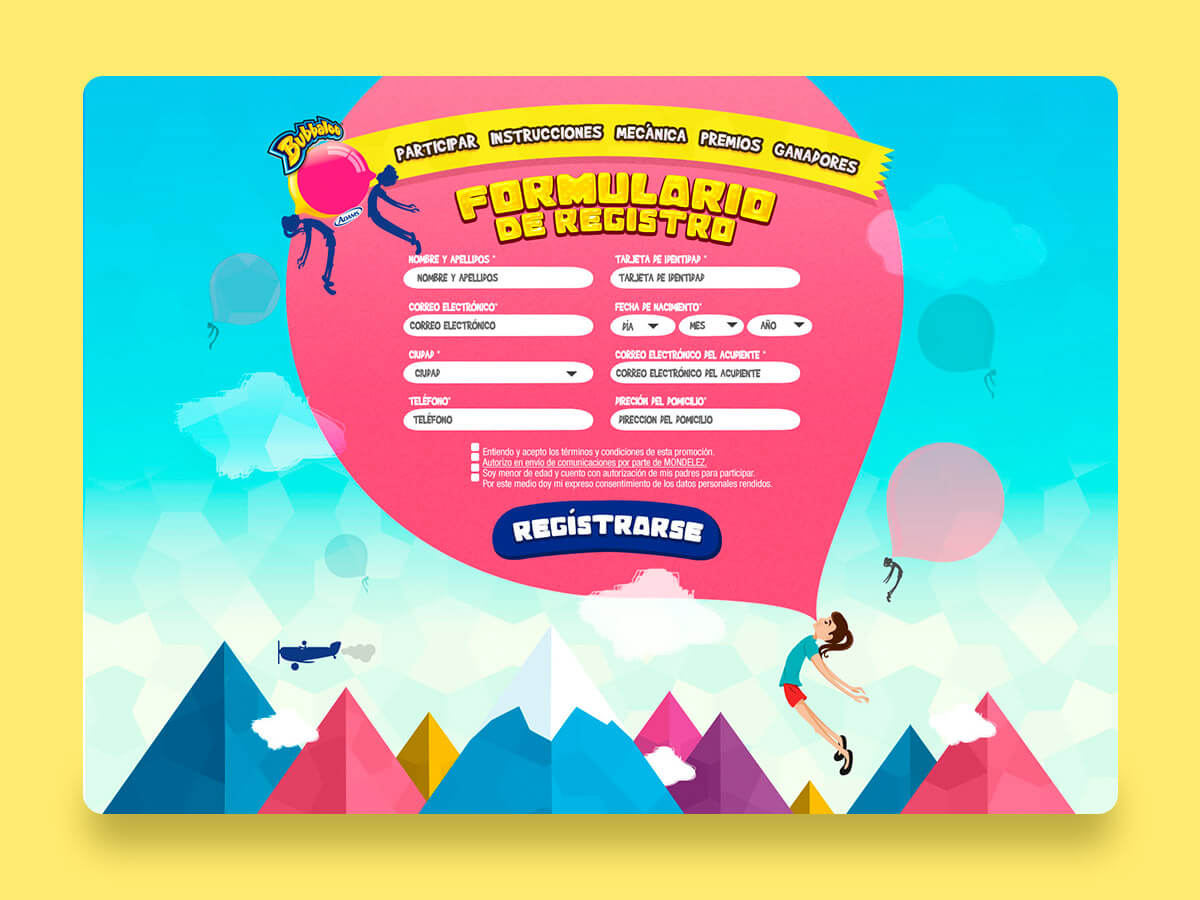 Bubbaloo
ADAMS
PARTICIPAR INSTRUCCIONES MECÁNICA PREMIOS GANADORES
FORMULARIO
DE REGISTRO
NOMBRE Y APELLIDOS * TARJETA DE IDENTIDAD *
NOMBRE Y APELLIDOS TARJETA DE IDENTIDAD
CORREO ELECTRÓNICO* FECHA DE NACIMIENTO*
CORREO ELECTRÓNICO DÍA MES AÑO
CIUDAD * CORREO ELECTRÓNICO DEL ACUDIENTE *
CIUDAD CORREO ELECTRÓNICO DEL ACUDIENTE
TELÉFONO* DIRECIÓN DEL DOMICILIO*
TELÉFONO DIRECCION DEL DOMICILIO
Entiendo y acepto los términos y condiciones de esta promoción.
Autorizo en envio de comunicaciones por parte de MONDELEZ.
Soy menor de edad y cuento con autorización de mis padres para participar.
Por este medio doy mi expreso consentimiento de los datos personales rendidos.
REGÍSTRARSE